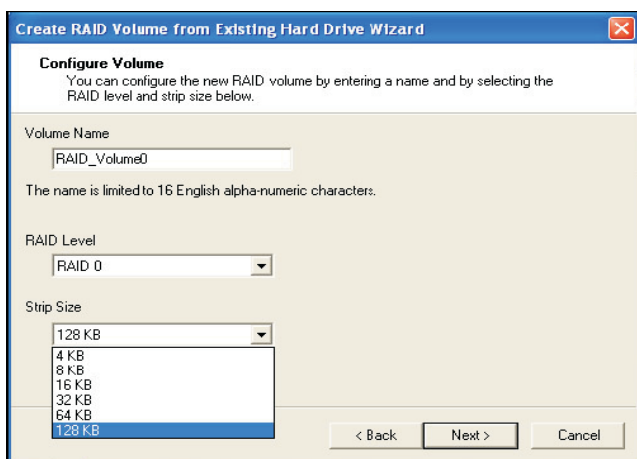 Create RAID Volume from Existing Hard Drive Wizard
Configure Volume
You can configure the new RAID volume by entering a name and by selecting the
RAID level and strip size below.
Volume Name
RAID_Volume0
The name is limited to 16 English alpha-numeric characters.
RAID Level
RAID 0
Strip Size
128 KB
4 KB
8 KB
16 KB
32 KB
64 KB
128 KB
< Back
Next >
Cancel